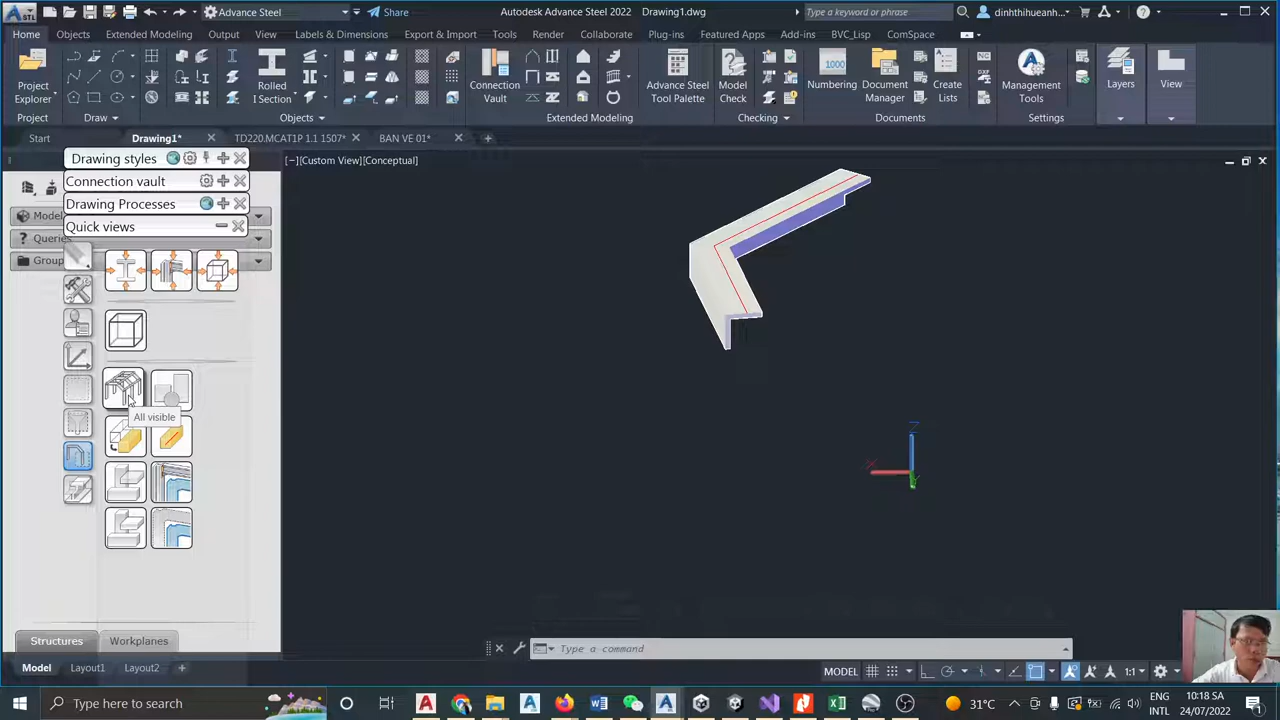 Advance Steel
Share
Autodesk Advance Steel 2022
Drawing1.dwg
Type a keyword or phrase
dinhthihueanh...
Home
Objects
Extended Modeling
Output
View
Labels & Dimensions
Export & Import
Tools
Render
Collaborate
Plug-ins
Featured Apps
Add-ins
BVC_Lisp
ComSpace
Project
Explorer
Rolled
I Section
Connection
Vault
Advance Steel
Tool Palette
Model
Check
1000
Numbering
Document
Manager
Create
Lists
Management
Tools
Layers
View
Project
Draw
Objects
Extended Modeling
Checking
Documents
Settings
Start
Drawing1*
TD220.MCAT1P 1.1 1507*
BAN VE 01*
Drawing styles
Connection vault
Drawing Processes
Quick views
Model
Queries
Group
[−][Custom View][Conceptual]
All visible
X
Z
Structures
Workplanes
Type a command
Model
Layout1
Layout2
MODEL
1:1
Type here to search
31°C
ENG
INTL
10:18 SA
24/07/2022